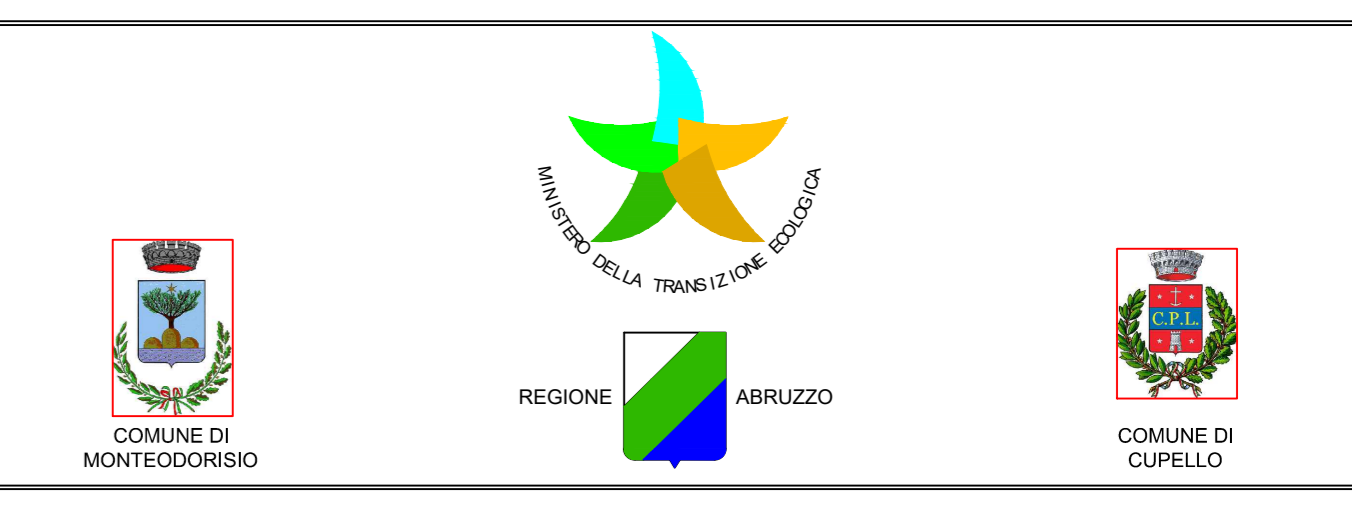 MINISTERO DELLA TRANSIZIONE ECOLOGICA
C.P.L.
REGIONE ABRUZZO
COMUNE DI
MONTEODORISIO
COMUNE DI
CUPELLO